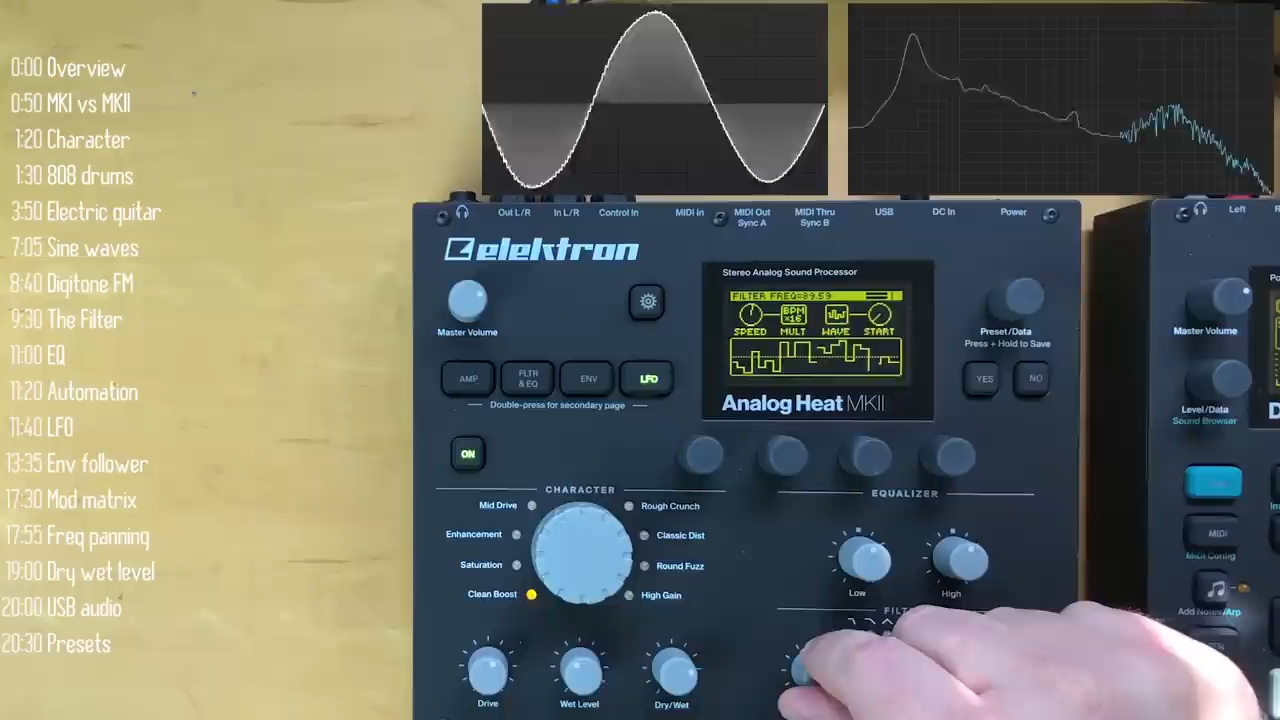 0:00 Overview
0:50 MKI vs MKII
1:20 Character
1:30 808 drums
3:50 Electric guitar
7:05 Sine waves
8:40 Digitone FM
9:30 The Filter
11:00 EQ
11:20 Automation
11:40 LFO
13:35 Env follower
17:30 Mod matrix
17:55 Freq panning
19:00 Dry wet level
20:00 USB audio
20:30 Presets
Out L/R In L/R Control In MIDI In MIDI Out MIDI Thru USB DC In Power
Sync A Sync B
elektron
Master Volume
Stereo Analog Sound Processor
FILTER FREQ=89.59
BPM
X16
SPEED MULT WAVE START
Analog Heat MKII
Preset/Data
Press + Hold to Save
YES NO
AMP FLTR & EQ ENV LFO
Double-press for secondary page
ON
CHARACTER
Mid Drive
Enhancement
Saturation
Clean Boost
Rough Crunch
Classic Dist
Round Fuzz
High Gain
EQUALIZER
Low High
Drive Wet Level Dry/Wet
Left
Master Volume
Level/Data
Sound Browser
MIDI
MIDI Config
Add Notes/Arp